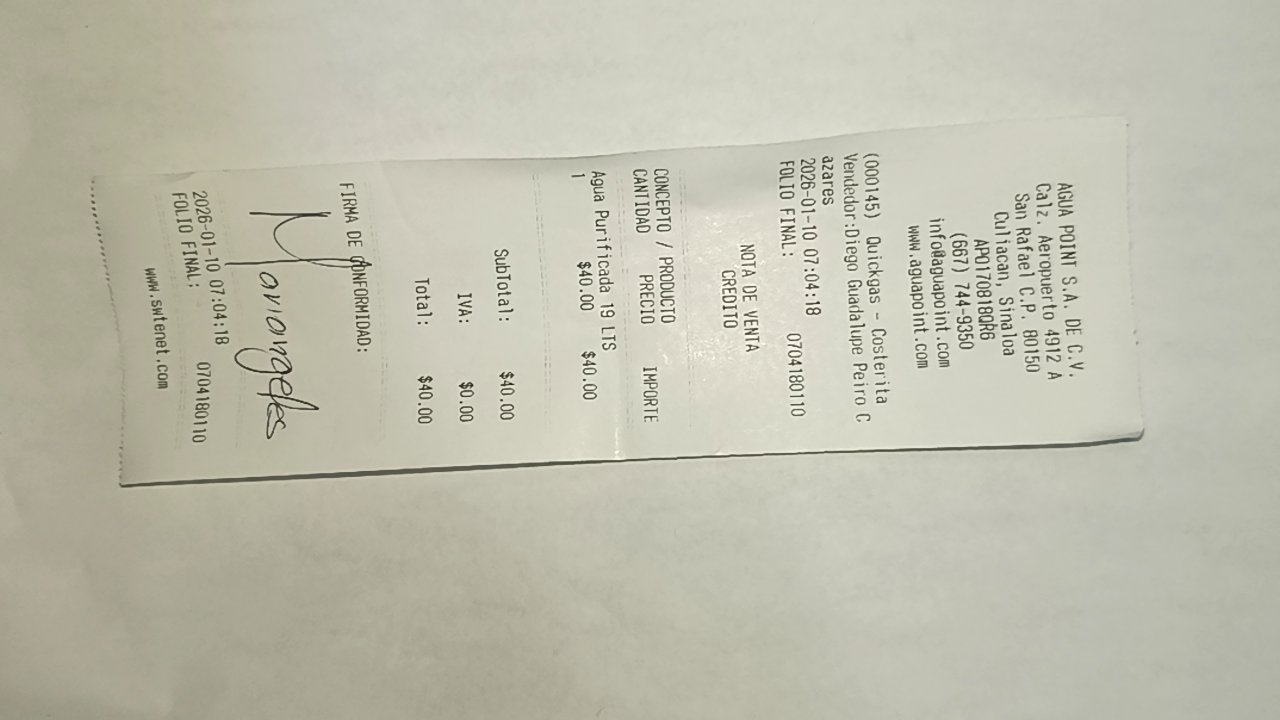 AGUA POINT S.A. DE C.V.
Calz. Aeropuerto 4912 A
San Rafael C.P. 80150
Culiacan, Sinaloa
APO170818QR6
(667) 744-9350
info@aguapoint.com
www.aguapoint.com
(000145) Quickgas - Costerita
Vendedor:Diego Guadalupe Peiro C
azares
2026-01-10 07:04:18
FOLIO FINAL: 0704180110
NOTA DE VENTA
CREDITO
CONCEPTO / PRODUCTO
CANTIDAD PRECIO IMPORTE
Agua Purificada 19 LTS
1 $40.00 $40.00
SubTotal: $40.00
IVA: $0.00
Total: $40.00
FIRMA DE CONFORMIDAD:
Mariangeles
2026-01-10 07:04:18
FOLIO FINAL: 0704180110
www.swtenet.com